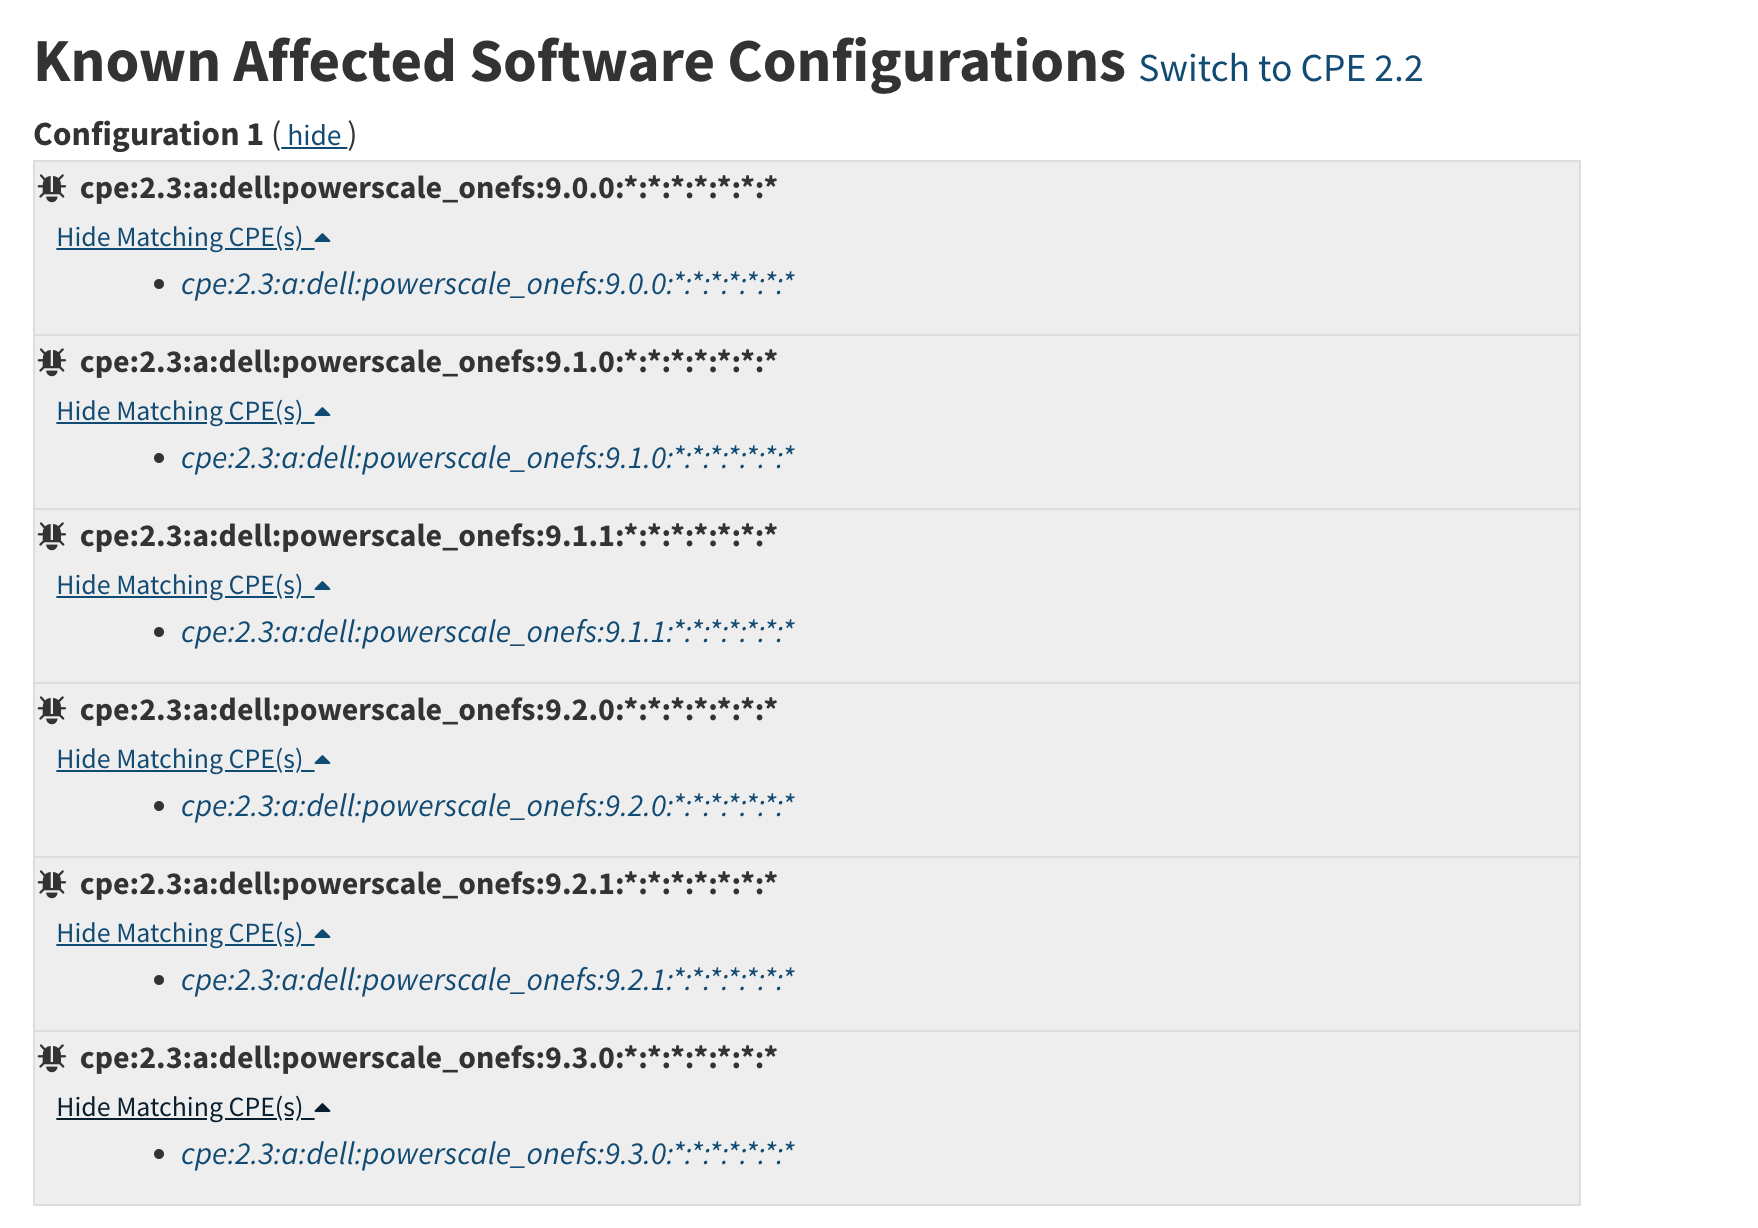 Known Affected Software Configurations Switch to CPE 2.2
Configuration 1 ( hide )
cpe:2.3:a:dell:powerscale_onefs:9.0.0:*:*:*:*:*:*:*
Hide Matching CPE(s)
• cpe:2.3:a:dell:powerscale_onefs:9.0.0:*:*:*:*:*:*:*
cpe:2.3:a:dell:powerscale_onefs:9.1.0:*:*:*:*:*:*:*
Hide Matching CPE(s)
• cpe:2.3:a:dell:powerscale_onefs:9.1.0:*:*:*:*:*:*:*
cpe:2.3:a:dell:powerscale_onefs:9.1.1:*:*:*:*:*:*:*
Hide Matching CPE(s)
• cpe:2.3:a:dell:powerscale_onefs:9.1.1:*:*:*:*:*:*:*
cpe:2.3:a:dell:powerscale_onefs:9.2.0:*:*:*:*:*:*:*
Hide Matching CPE(s)
• cpe:2.3:a:dell:powerscale_onefs:9.2.0:*:*:*:*:*:*:*
cpe:2.3:a:dell:powerscale_onefs:9.2.1:*:*:*:*:*:*:*
Hide Matching CPE(s)
• cpe:2.3:a:dell:powerscale_onefs:9.2.1:*:*:*:*:*:*:*
cpe:2.3:a:dell:powerscale_onefs:9.3.0:*:*:*:*:*:*:*
Hide Matching CPE(s)
• cpe:2.3:a:dell:powerscale_onefs:9.3.0:*:*:*:*:*:*:*